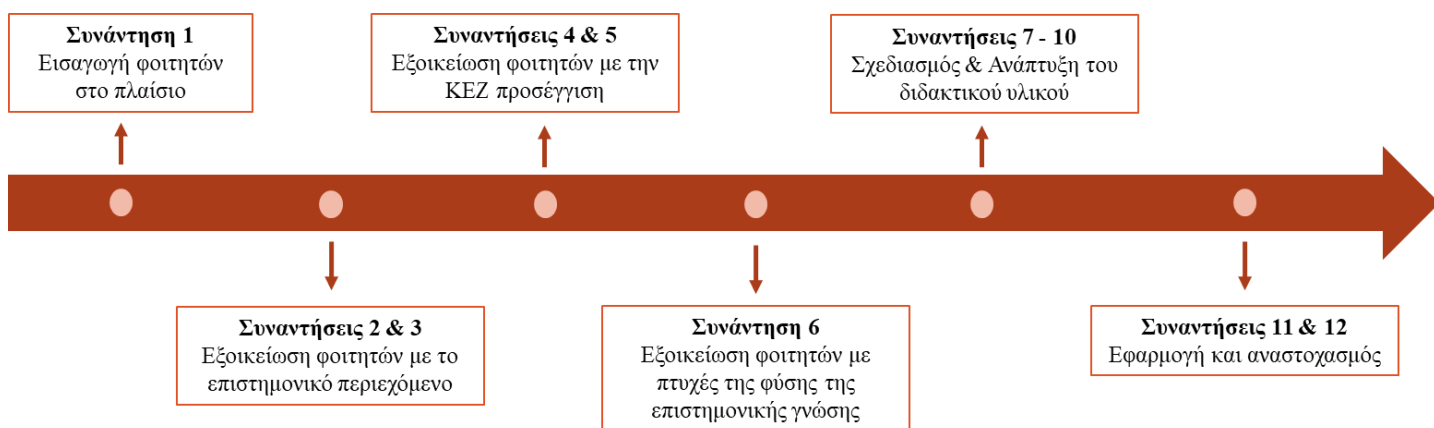 Συνάντηση 1
Εισαγωγή φοιτητών
στο πλαίσιο
Συναντήσεις 4 & 5
Εξοικείωση φοιτητών με την
ΚΕΖ προσέγγιση
Συναντήσεις 7 - 10
Σχεδιασμός & Ανάπτυξη του
διδακτικού υλικού
Συναντήσεις 2 & 3
Εξοικείωση φοιτητών με το
επιστημονικό περιεχόμενο
Συνάντηση 6
Εξοικείωση φοιτητών με
πτυχές της φύσης της
επιστημονικής γνώσης
Συναντήσεις 11 & 12
Εφαρμογή και αναστοχασμός